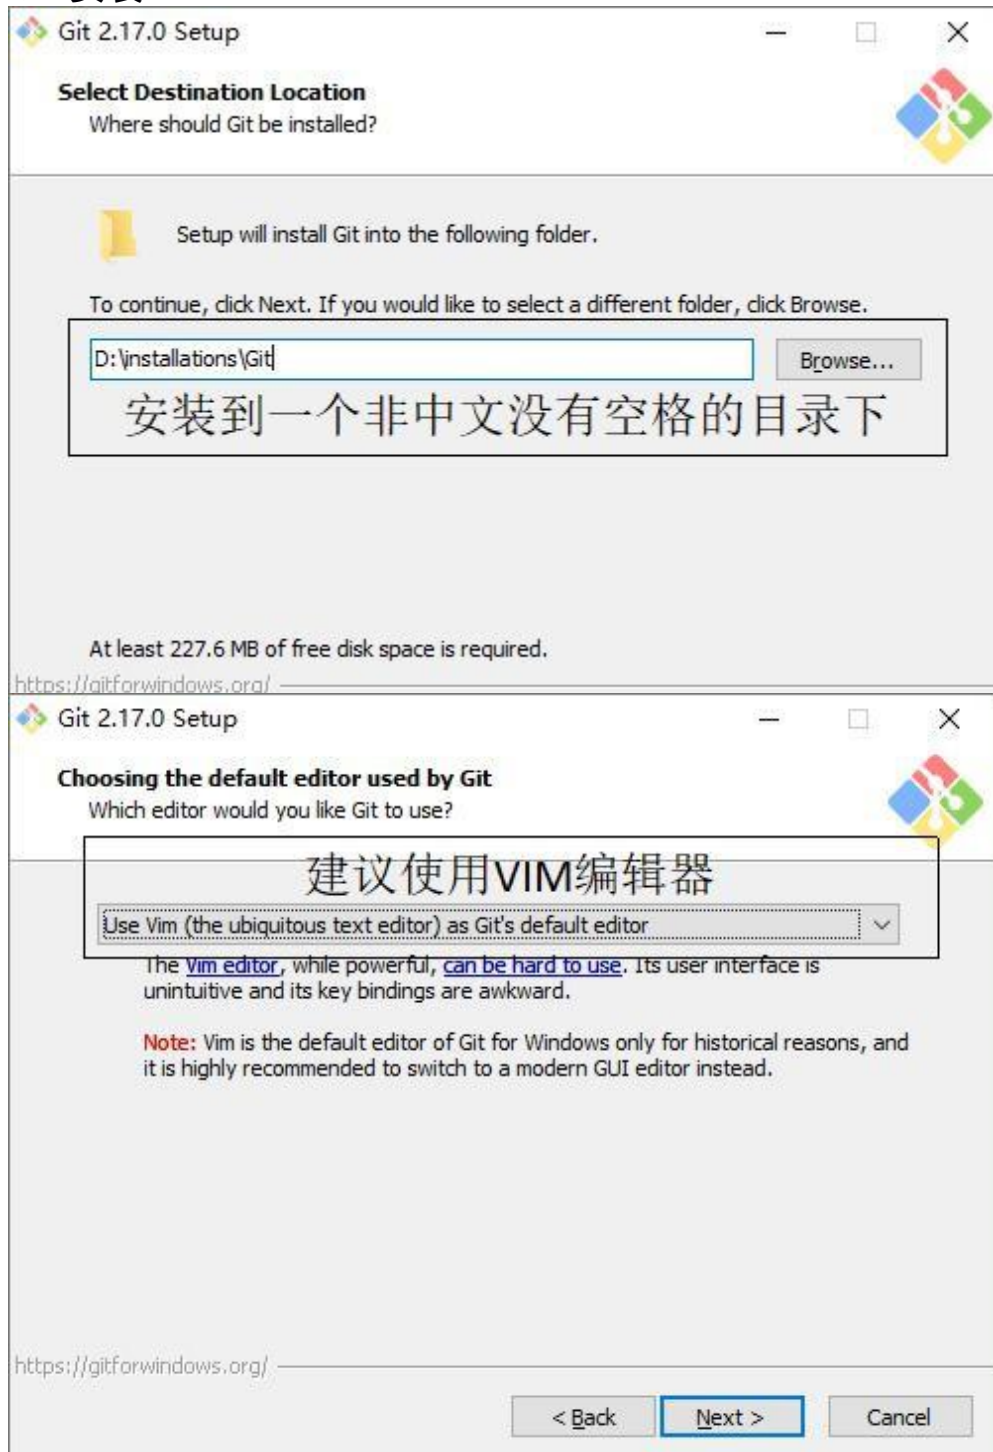 Git 2.17.0 Setup
Select Destination Location
Where should Git be installed?
Setup will install Git into the following folder.
To continue, click Next. If you would like to select a different folder, click Browse.
D:\installations\Git
Browse...
安装到一个非中文没有空格的目录下
At least 227.6 MB of free disk space is required.
https://gitforwindows.org/
Git 2.17.0 Setup
Choosing the default editor used by Git
Which editor would you like Git to use?
建议使用VIM编辑器
Use Vim (the ubiquitous text editor) as Git's default editor
The Vim editor, while powerful, can be hard to use. Its user interface is
unintuitive and its key bindings are awkward.
Note: Vim is the default editor of Git for Windows only for historical reasons, and
it is highly recommended to switch to a modern GUI editor instead.
https://gitforwindows.org/
< Back
Next >
Cancel